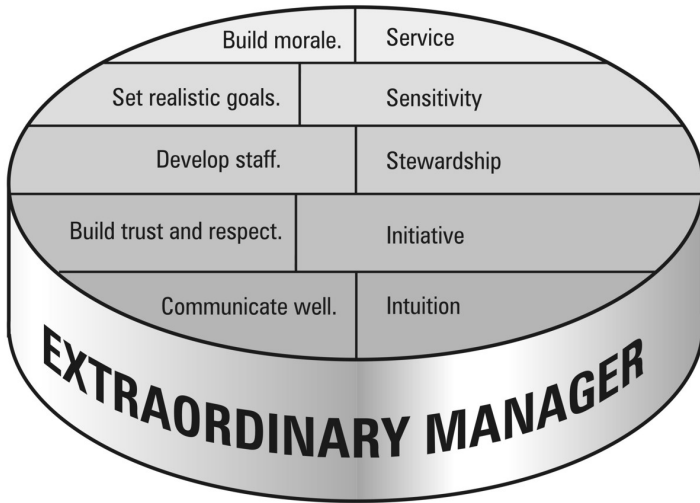 Build morale.
Service
Set realistic goals.
Sensitivity
Develop staff.
Stewardship
Build trust and respect.
Initiative
Communicate well.
Intuition
EXTRAORDINARY MANAGER